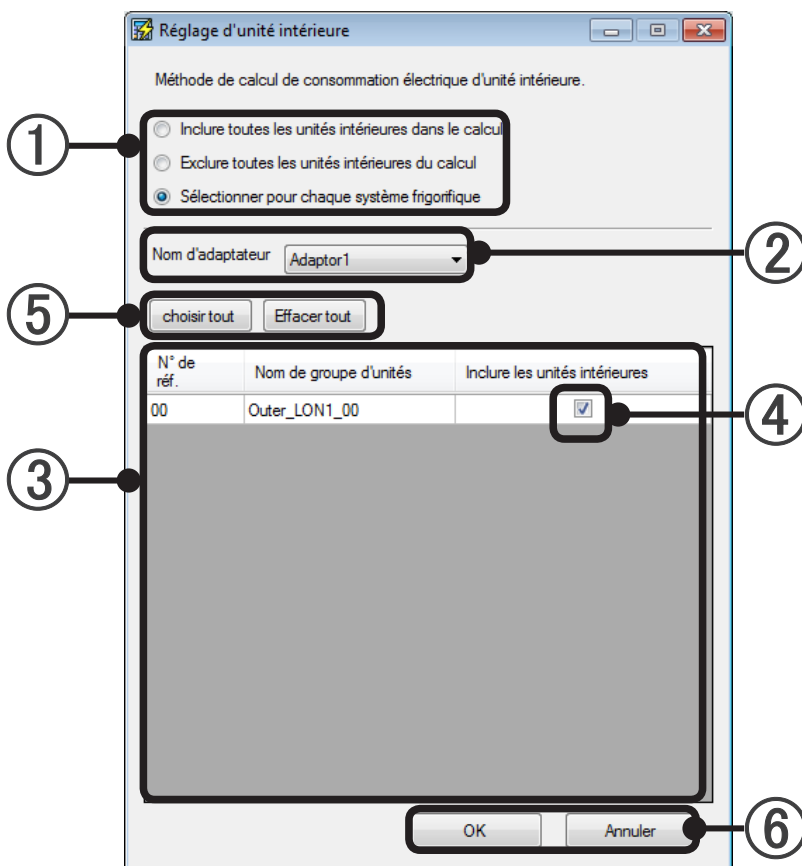 Réglage d'unité intérieure
Méthode de calcul de consommation électrique d'unité intérieure.
① Inclure toutes les unités intérieures dans le calcul
Exclure toutes les unités intérieures du calcul
Sélectionner pour chaque système frigorifique
Nom d'adaptateur Adaptor1 ②
⑤ choisir tout Effacer tout
N° de réf. Nom de groupe d'unités Inclure les unités intérieures
00 Outer_LON1_00 ④
③
OK Annuler ⑥